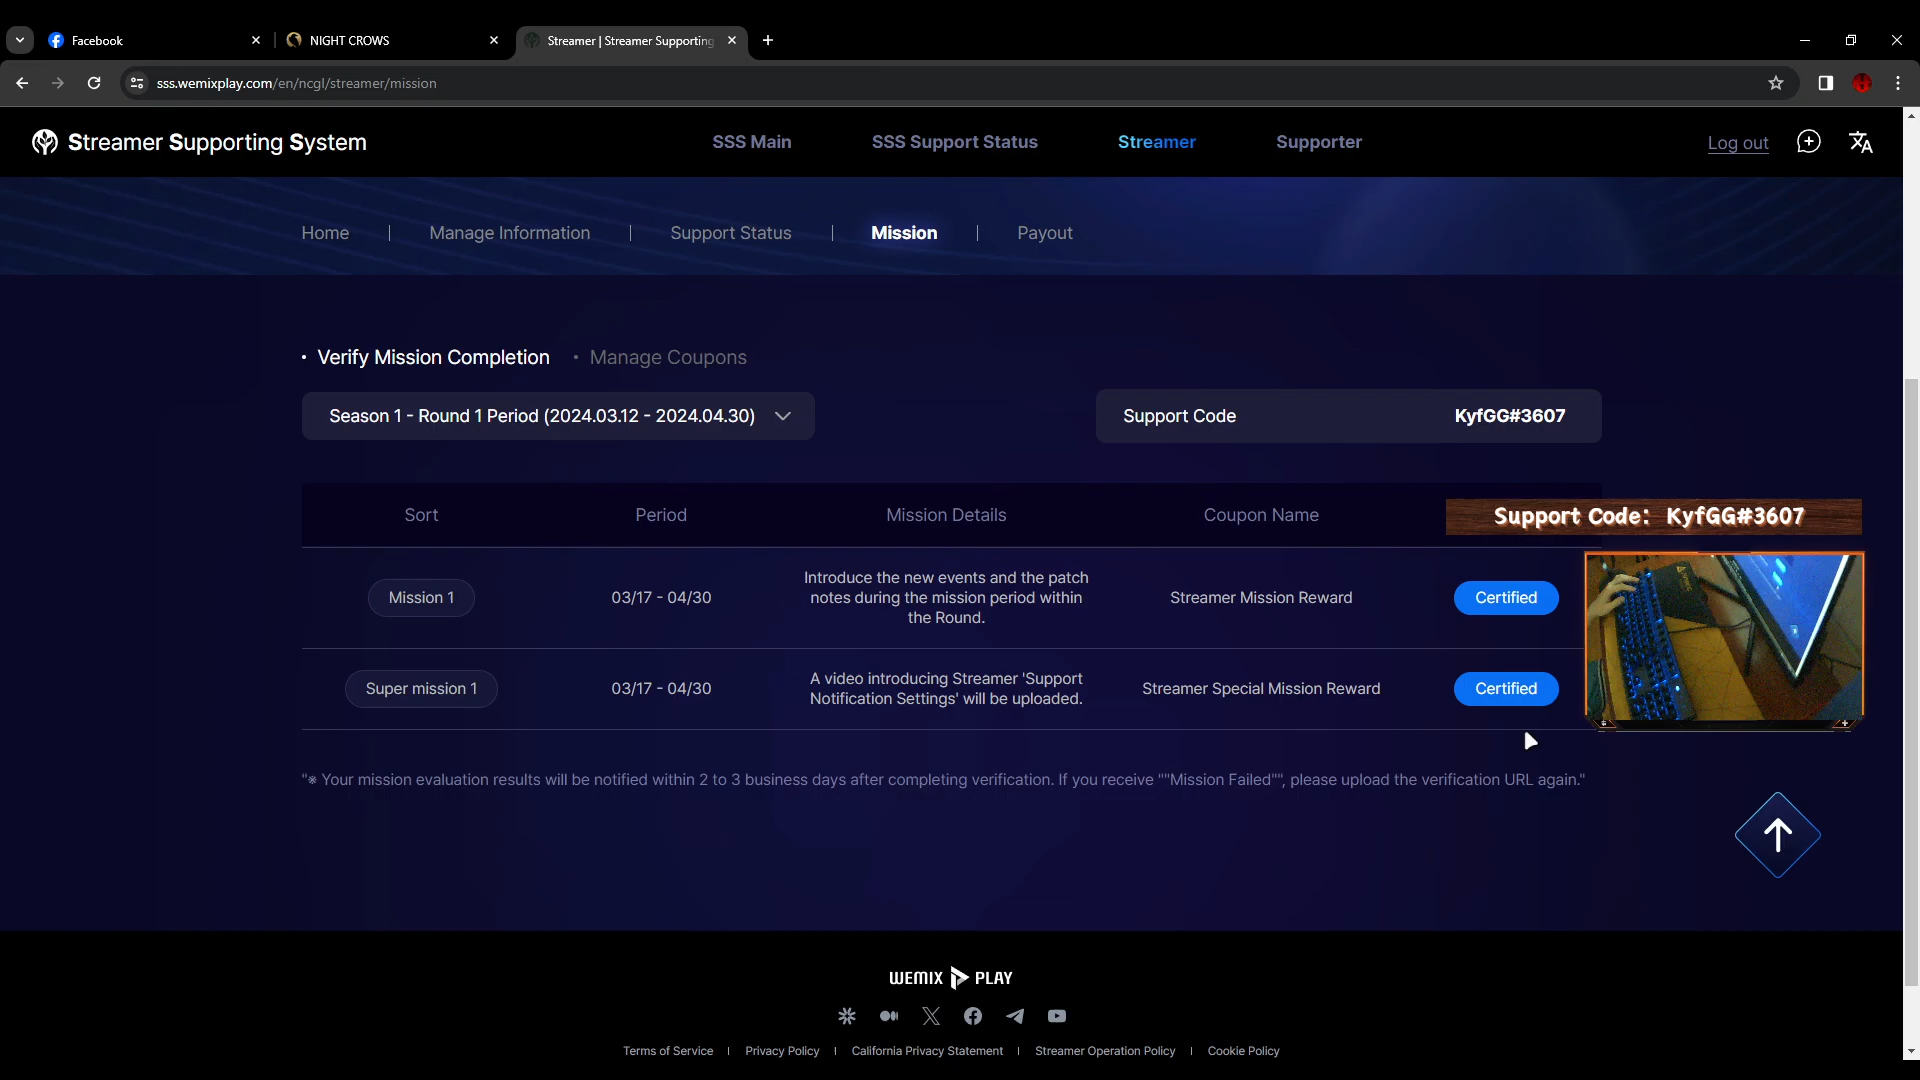 Facebook
NIGHT CROWS
Streamer | Streamer Supporting
sss.wemixplay.com/en/ncgl/streamer/mission
Streamer Supporting System
SSS Main
SSS Support Status
Streamer
Supporter
Log out
Home
Manage Information
Support Status
Mission
Payout
Verify Mission Completion
Manage Coupons
Season 1 - Round 1 Period (2024.03.12 - 2024.04.30)
Support Code
KyfGG#3607
Sort
Period
Mission Details
Coupon Name
Support Code: KyfGG#3607
Mission 1
03/17 - 04/30
Introduce the new events and the patch
notes during the mission period within
the Round.
Streamer Mission Reward
Certified
Super mission 1
03/17 - 04/30
A video introducing Streamer 'Support
Notification Settings' will be uploaded.
Streamer Special Mission Reward
Certified
"※ Your mission evaluation results will be notified within 2 to 3 business days after completing verification. If you receive ""Mission Failed"", please upload the verification URL again."
WEMIX PLAY
Terms of Service
Privacy Policy
California Privacy Statement
Streamer Operation Policy
Cookie Policy